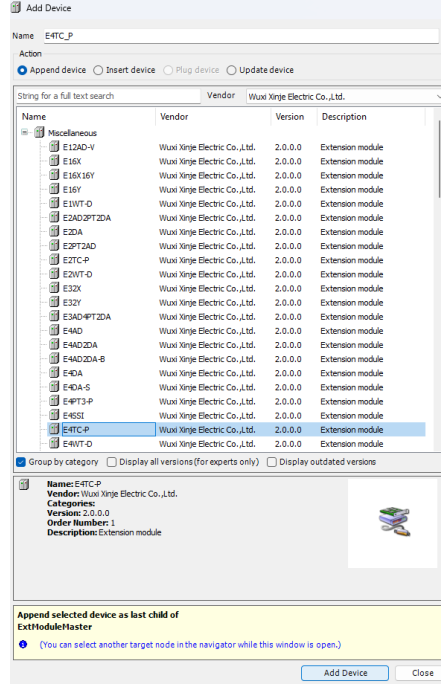 Add Device
Name E4TC_P
Action
Append device Insert device Plug device Update device
String for a full text search Vendor Wuxi Xinje Electric Co.,Ltd.
Name Vendor Version Description
Miscellaneous
E12AD-V Wuxi Xinje Electric Co.,Ltd. 2.0.0.0 Extension module
E16X Wuxi Xinje Electric Co.,Ltd. 2.0.0.0 Extension module
E16X16Y Wuxi Xinje Electric Co.,Ltd. 2.0.0.0 Extension module
E16Y Wuxi Xinje Electric Co.,Ltd. 2.0.0.0 Extension module
E1WT-D Wuxi Xinje Electric Co.,Ltd. 2.0.0.0 Extension module
E2AD2PT2DA Wuxi Xinje Electric Co.,Ltd. 2.0.0.0 Extension module
E2DA Wuxi Xinje Electric Co.,Ltd. 2.0.0.0 Extension module
E2PT2AD Wuxi Xinje Electric Co.,Ltd. 2.0.0.0 Extension module
E2TC-P Wuxi Xinje Electric Co.,Ltd. 2.0.0.0 Extension module
E2WT-D Wuxi Xinje Electric Co.,Ltd. 2.0.0.0 Extension module
E32X Wuxi Xinje Electric Co.,Ltd. 2.0.0.0 Extension module
E32Y Wuxi Xinje Electric Co.,Ltd. 2.0.0.0 Extension module
E3AD4PT2DA Wuxi Xinje Electric Co.,Ltd. 2.0.0.0 Extension module
E4AD Wuxi Xinje Electric Co.,Ltd. 2.0.0.0 Extension module
E4AD2DA Wuxi Xinje Electric Co.,Ltd. 2.0.0.0 Extension module
E4AD2DA-B Wuxi Xinje Electric Co.,Ltd. 2.0.0.0 Extension module
E4DA Wuxi Xinje Electric Co.,Ltd. 2.0.0.0 Extension module
E4DA-S Wuxi Xinje Electric Co.,Ltd. 2.0.0.0 Extension module
E4PT3-P Wuxi Xinje Electric Co.,Ltd. 2.0.0.0 Extension module
E4SSI Wuxi Xinje Electric Co.,Ltd. 2.0.0.0 Extension module
E4TC-P Wuxi Xinje Electric Co.,Ltd. 2.0.0.0 Extension module
E4WT-D Wuxi Xinje Electric Co.,Ltd. 2.0.0.0 Extension module
Group by category Display all versions (for experts only) Display outdated versions
Name: E4TC-P
Vendor: Wuxi Xinje Electric Co.,Ltd.
Categories:
Version: 2.0.0.0
Order Number: 1
Description: Extension module
Append selected device as last child of
ExtModuleMaster
(You can select another target node in the navigator while this window is open.)
Add Device Close